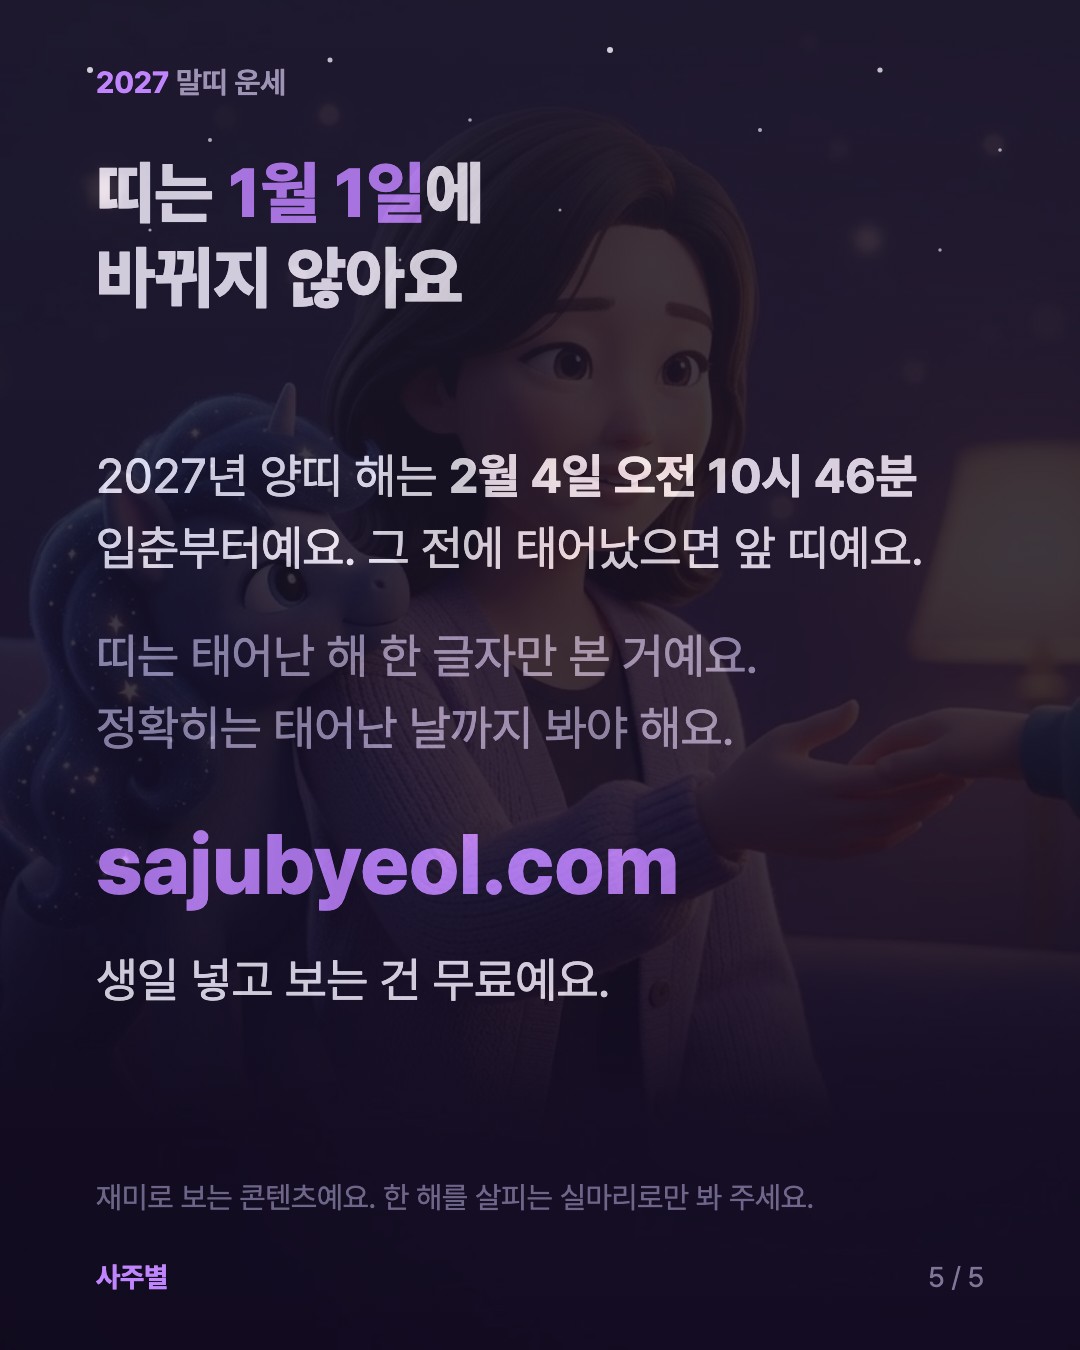 2027 말띠 운세
띠는 1월 1일에
바뀌지 않아요
2027년 양띠 해는 2월 4일 오전 10시 46분
입춘부터예요. 그 전에 태어났으면 앞 띠예요.
띠는 태어난 해 한 글자만 본 거예요.
정확히는 태어난 날까지 봐야 해요.
sajubyeol.com
생일 넣고 보는 건 무료예요.
재미로 보는 콘텐츠예요. 한 해를 살피는 실마리로만 봐 주세요.
사주별
5 / 5